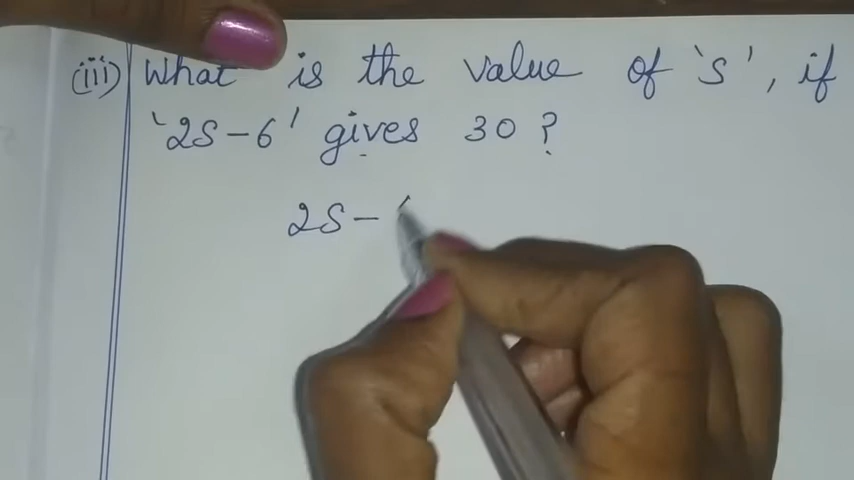 (iii) What is the value of 's', if
'2s-6' gives 30?
2s-